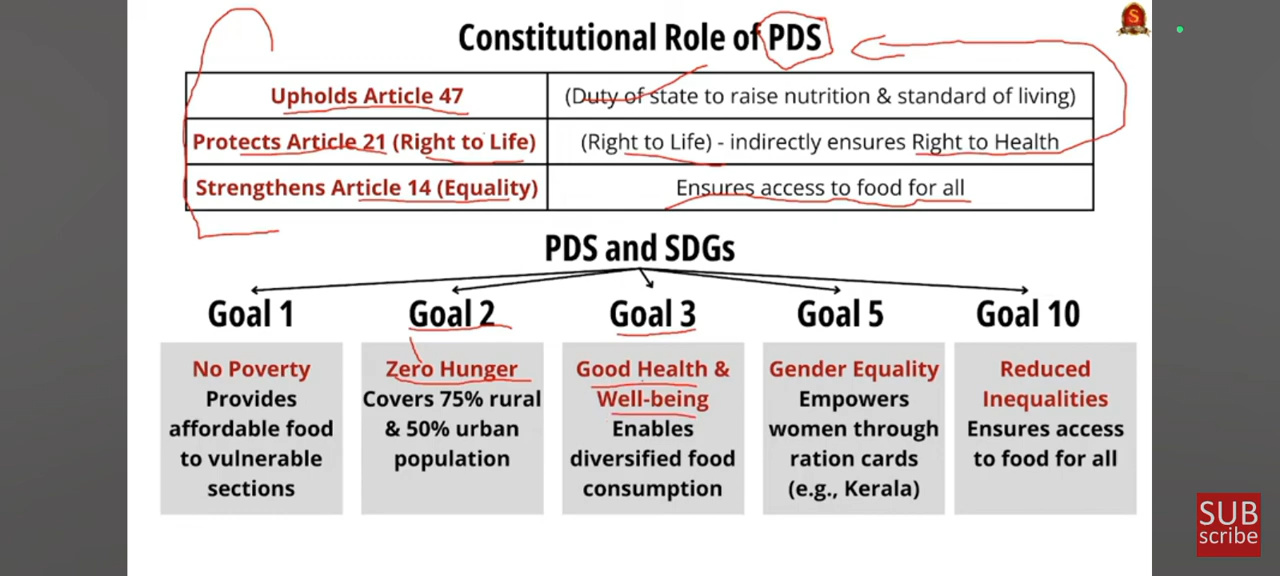 Constitutional Role of PDS
S
Upholds Article 47
(Duty of state to raise nutrition & standard of living)
Protects Article 21 (Right to Life)
(Right to Life) - indirectly ensures Right to Health
Strengthens Article 14 (Equality)
Ensures access to food for all
PDS and SDGs
Goal 1
Goal 2
Goal 3
Goal 5
Goal 10
No Poverty
Provides
affordable food
to vulnerable
sections
Zero Hunger
Covers 75% rural
& 50% urban
population
Good Health &
Well-being
Enables
diversified food
consumption
Gender Equality
Empowers
women through
ration cards
(e.g., Kerala)
Reduced
Inequalities
Ensures access
to food for all
SUB
scribe